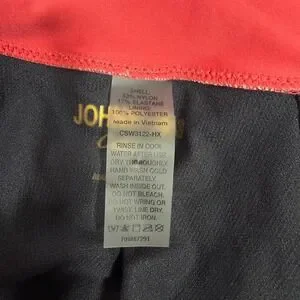 JOH
SHELL:
83% NYLON
17% ELASTANE
LINING:
100% POLYESTER
Made in Vietnam
CSW3122-HX
RINSE IN COOL
WATER AFTER USE.
DRY THOROUGHLY.
HAND WASH COLD
SEPARATELY.
WASH INSIDE OUT.
DO NOT BLEACH.
DO NOT WRING OR
TWIST. LINE DRY.
DO NOT IRON.